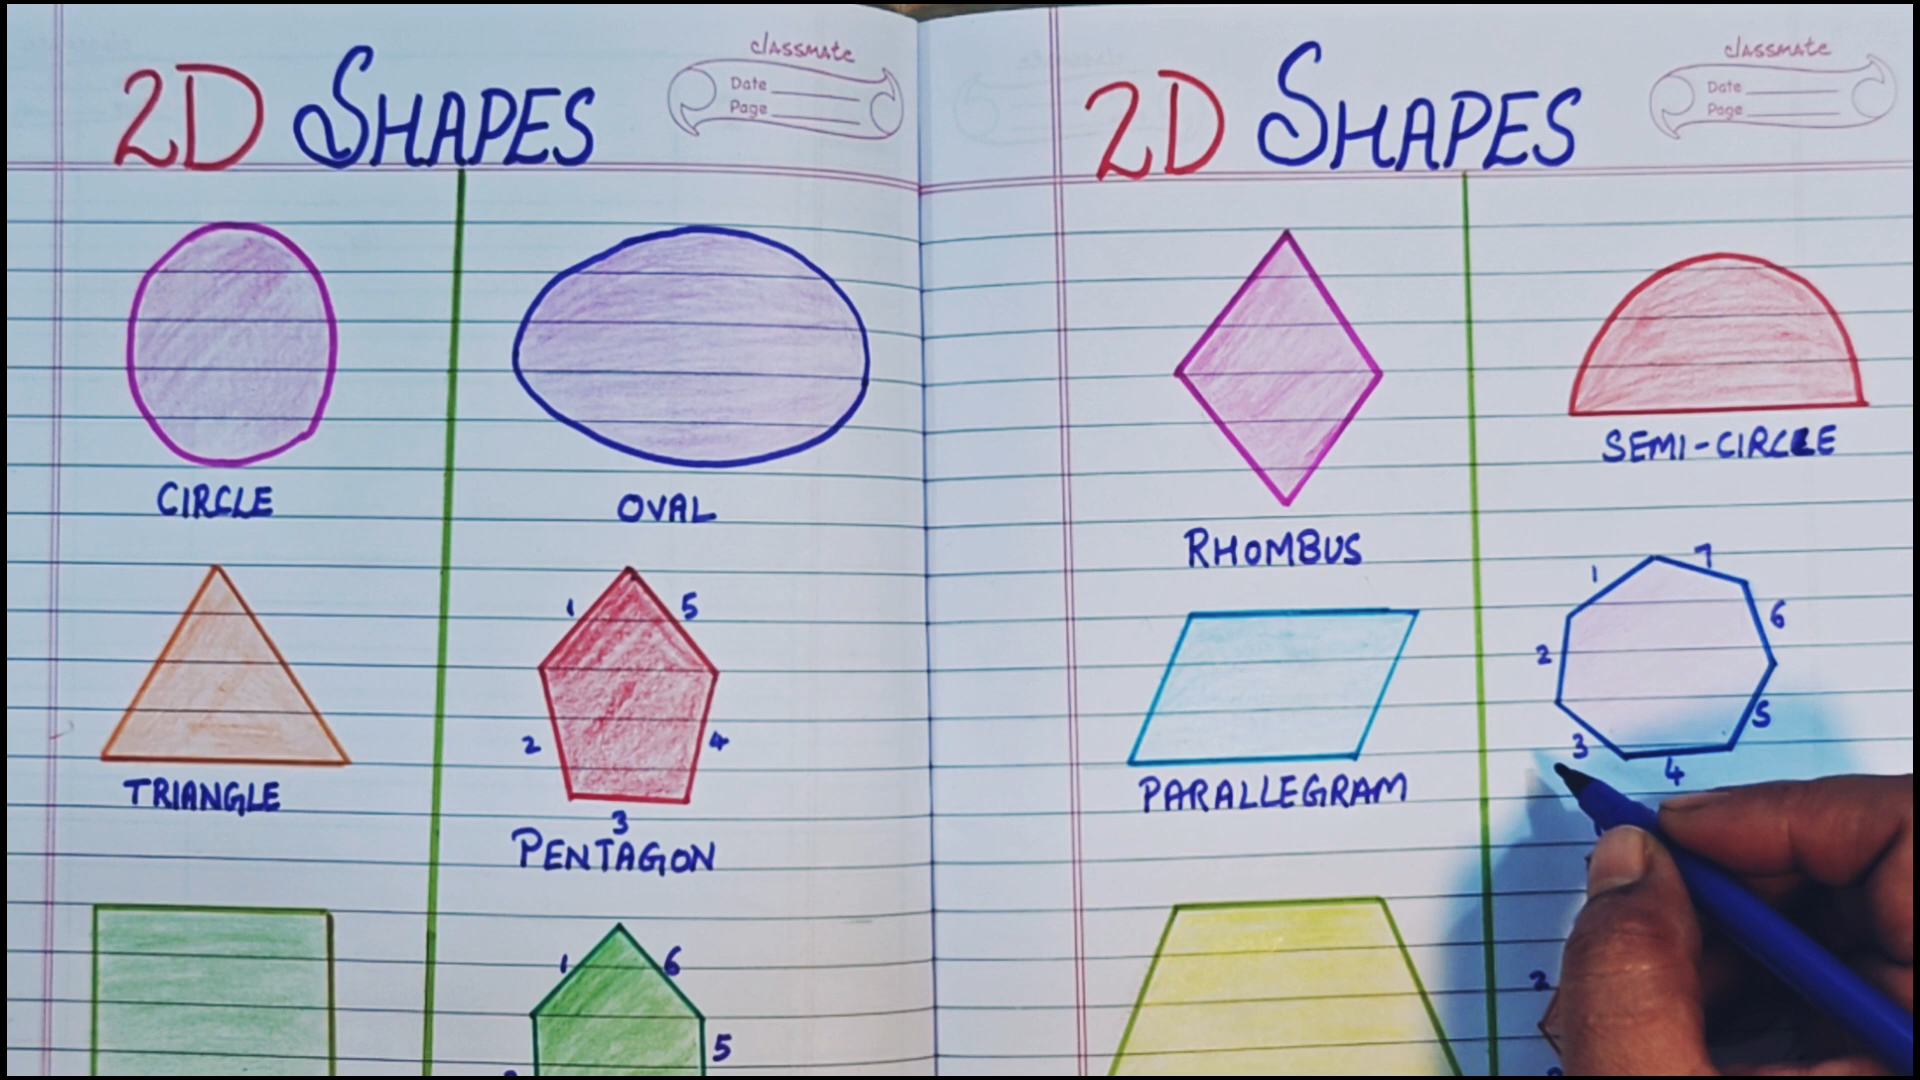 2D SHAPES
classmate
Date
Page
CIRCLE
OVAL
TRIANGLE
1
5
2
4
3
PENTAGON
1
6
5
2D SHAPES
classmate
Date
Page
RHOMBUS
SEMI-CIRCLE
PARALLEGRAM
1
7
6
2
5
3
4
2